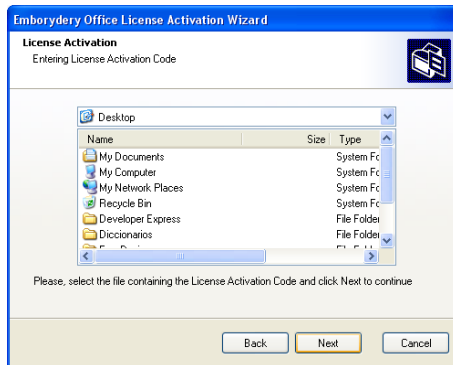 Emborydery Office License Activation Wizard
License Activation
Entering License Activation Code
Desktop
Name Size Type
My Documents System Fo
My Computer System Fo
My Network Places System Fo
Recycle Bin System Fo
Developer Express File Folder
Diccionarios File Folder
Please, select the file containing the License Activation Code and click Next to continue
Back Next Cancel